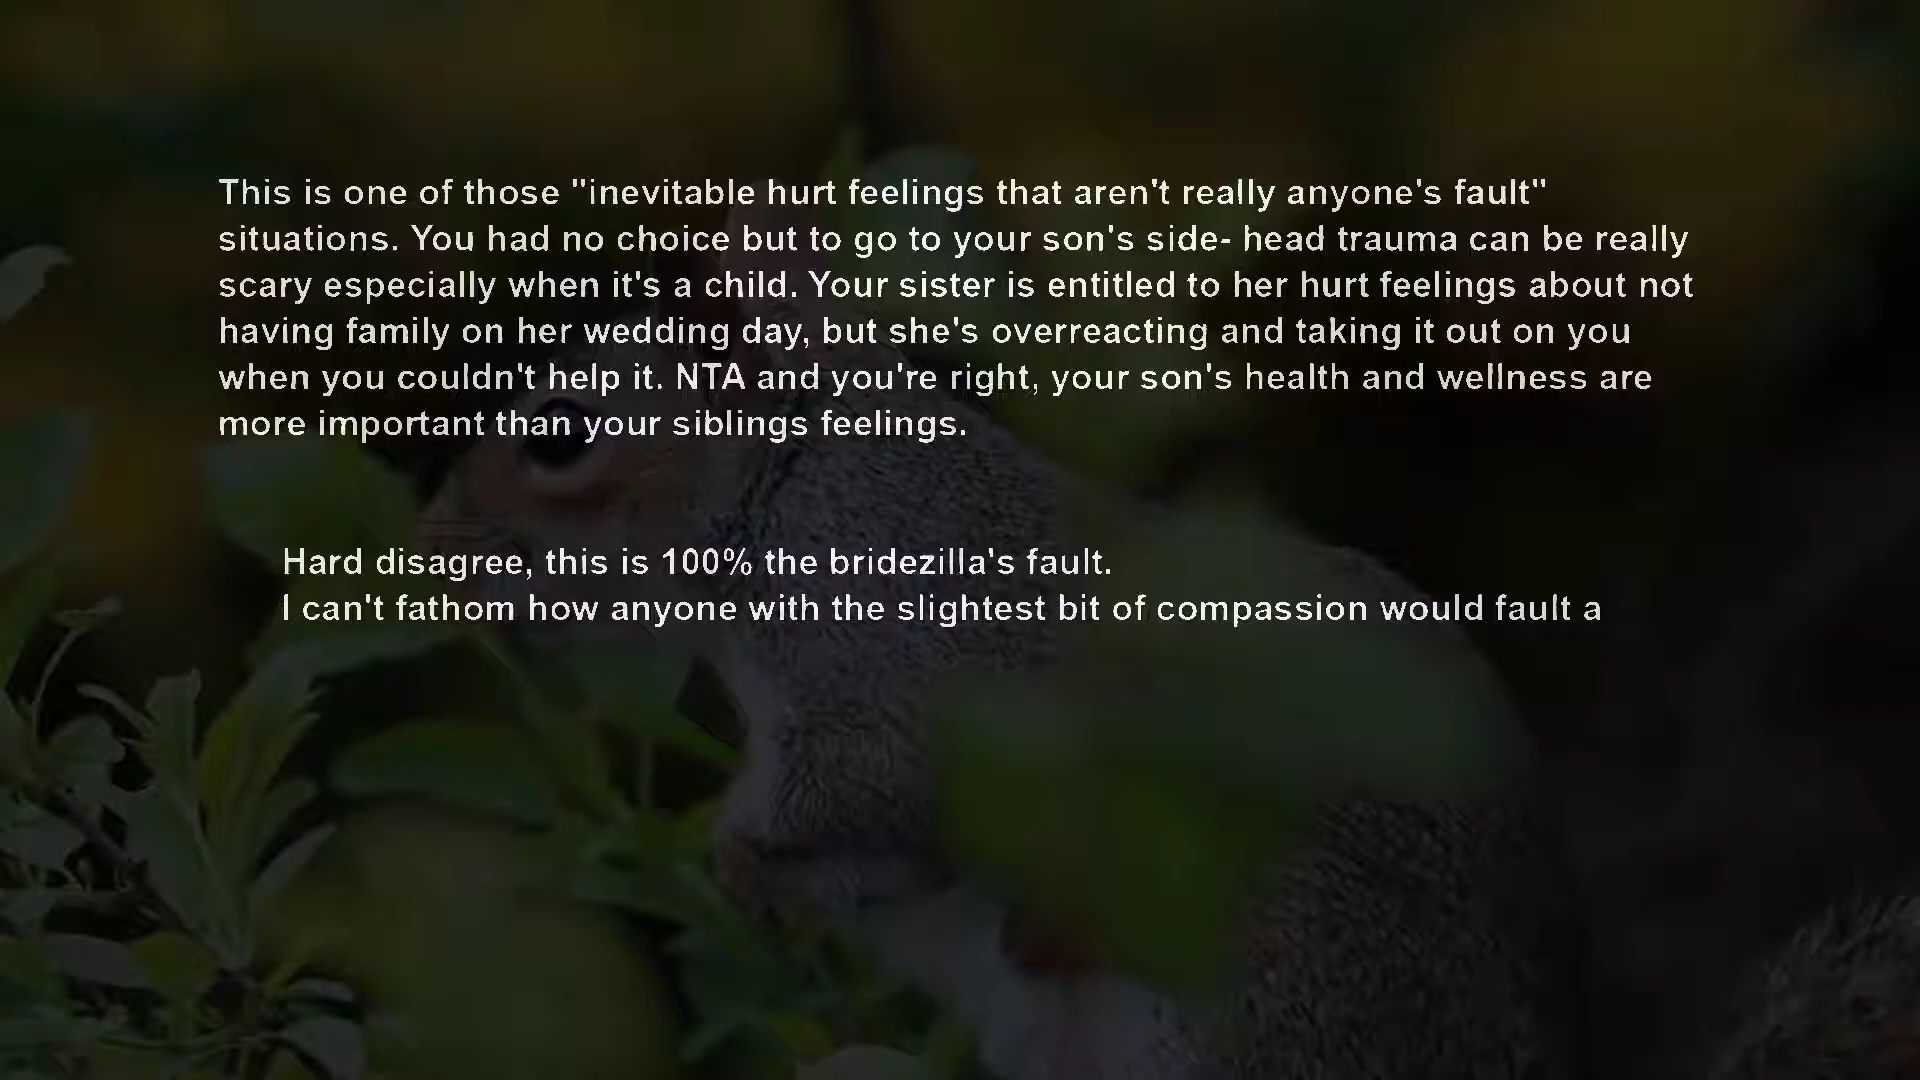 This is one of those "inevitable hurt feelings that aren't really anyone's fault"
situations. You had no choice but to go to your son's side- head trauma can be really
scary especially when it's a child. Your sister is entitled to her hurt feelings about not
having family on her wedding day, but she's overreacting and taking it out on you
when you couldn't help it. NTA and you're right, your son's health and wellness are
more important than your siblings feelings.
Hard disagree, this is 100% the bridezilla's fault.
I can't fathom how anyone with the slightest bit of compassion would fault a